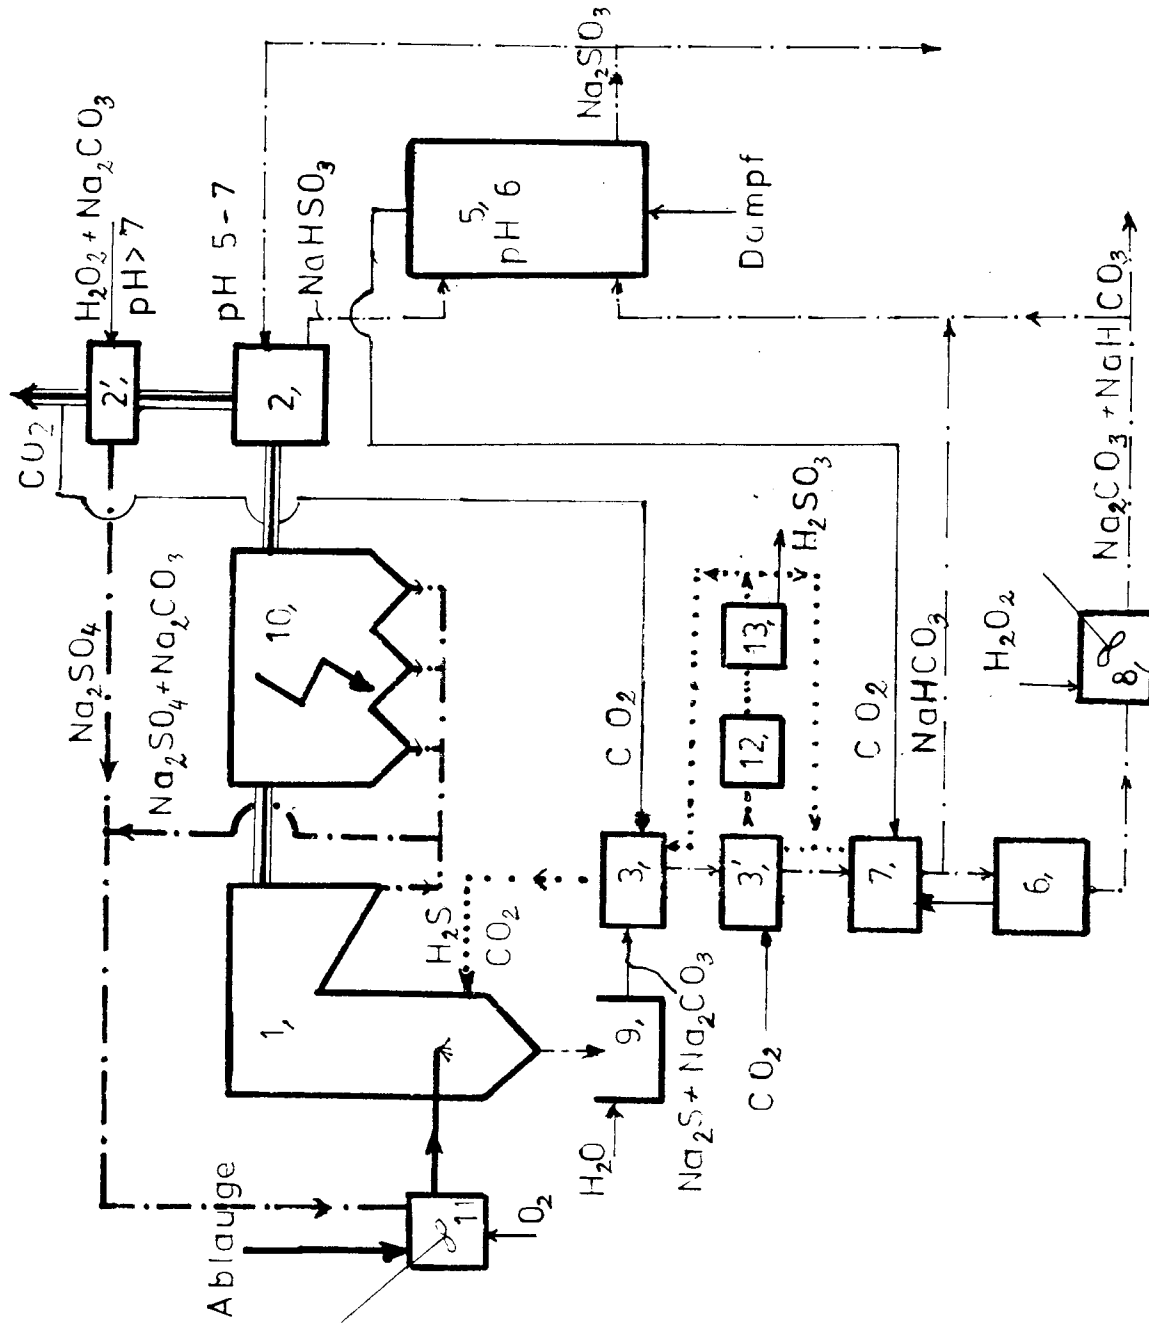 H₂O₂ + Na₂CO₃
pH > 7
CO₂
2',
Na₂SO₄
pH 5 - 7
2,
NaHSO₃
Na₂SO₃
5,
pH 6
Dampf
10,
Na₂SO₄ + Na₂CO₃
1,
H₂S
CO₂
Ablauge
11
O₂
H₂O
9,
Na₂S + Na₂CO₃
3,
CO₂
3'
CO₂
12,
13,
H₂SO₃
7,
CO₂
NaHCO₃
6,
H₂O₂
8,
Na₂CO₃ + NaHCO₃